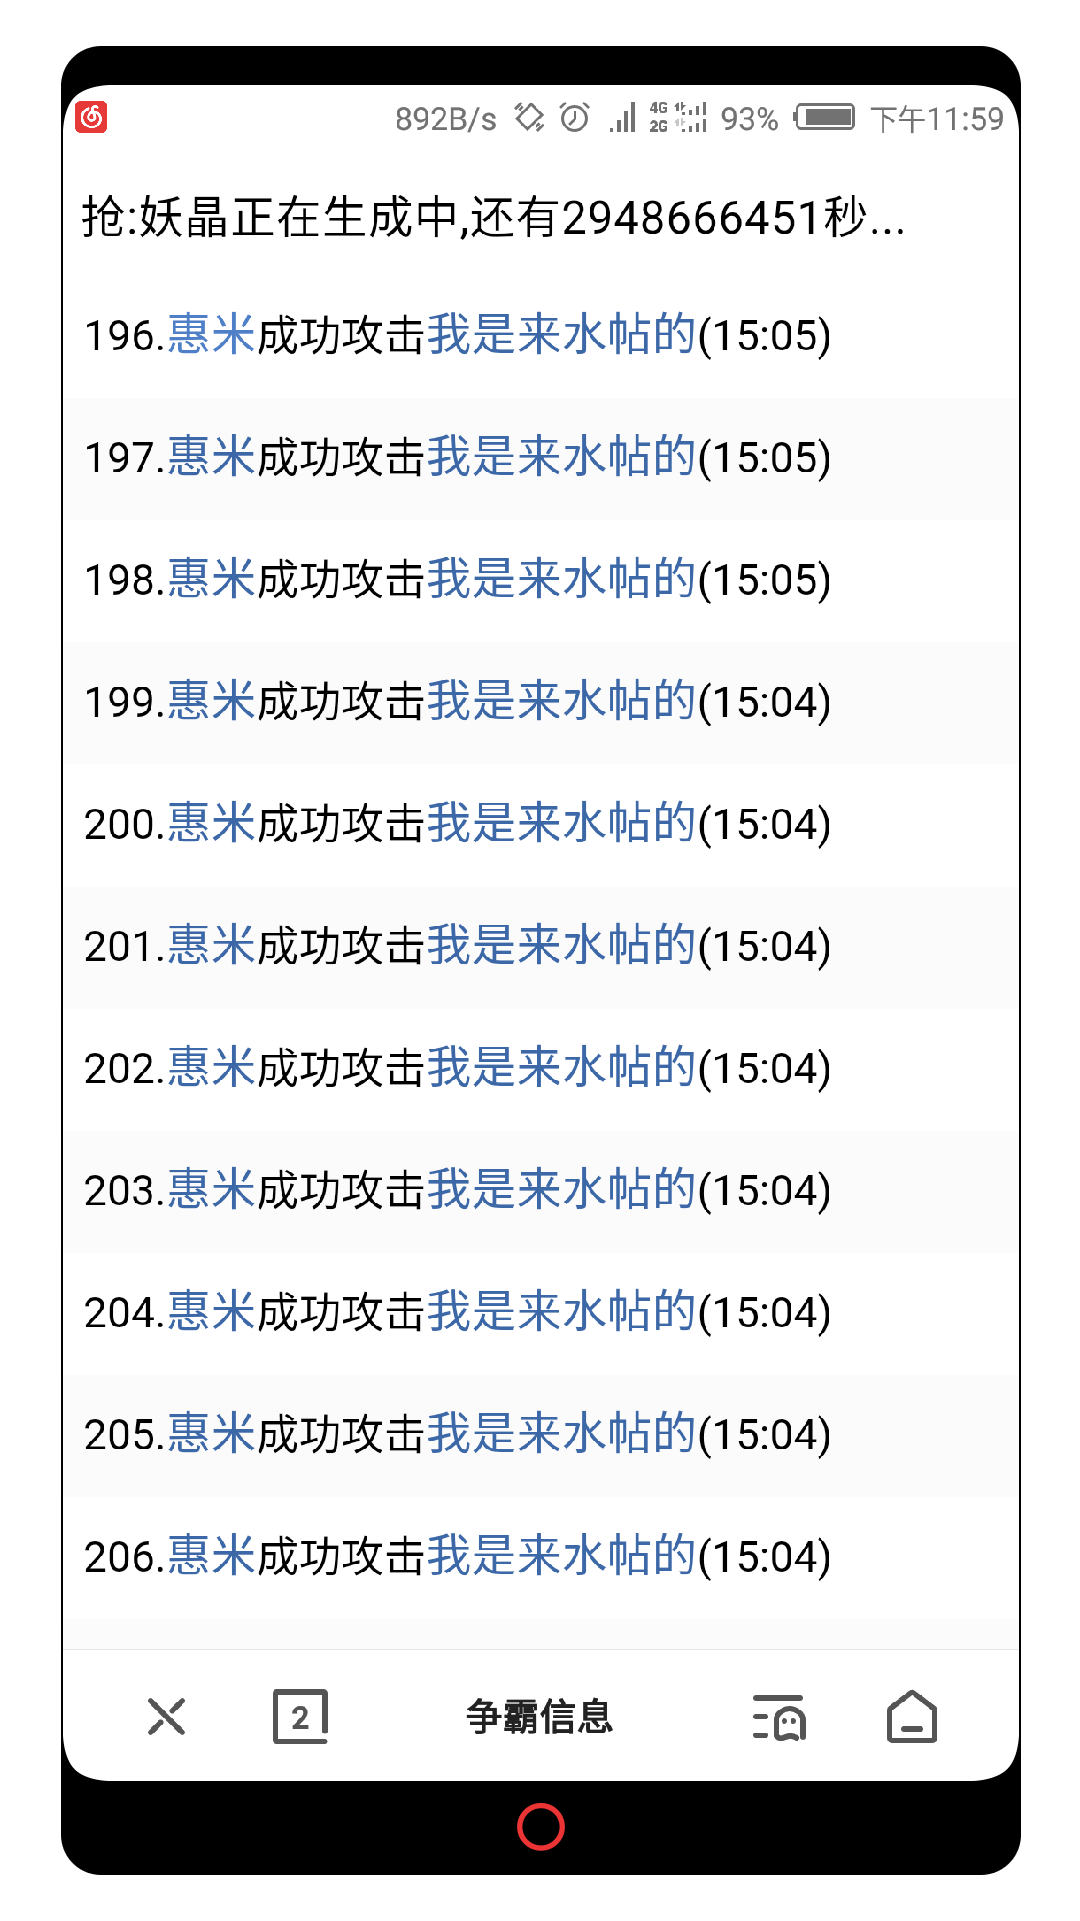 892B/s 4G 2G 93% 下午11:59
抢:妖晶正在生成中,还有2948666451秒...
196.惠米成功攻击我是来水帖的(15:05)
197.惠米成功攻击我是来水帖的(15:05)
198.惠米成功攻击我是来水帖的(15:05)
199.惠米成功攻击我是来水帖的(15:04)
200.惠米成功攻击我是来水帖的(15:04)
201.惠米成功攻击我是来水帖的(15:04)
202.惠米成功攻击我是来水帖的(15:04)
203.惠米成功攻击我是来水帖的(15:04)
204.惠米成功攻击我是来水帖的(15:04)
205.惠米成功攻击我是来水帖的(15:04)
206.惠米成功攻击我是来水帖的(15:04)
2 争霸信息